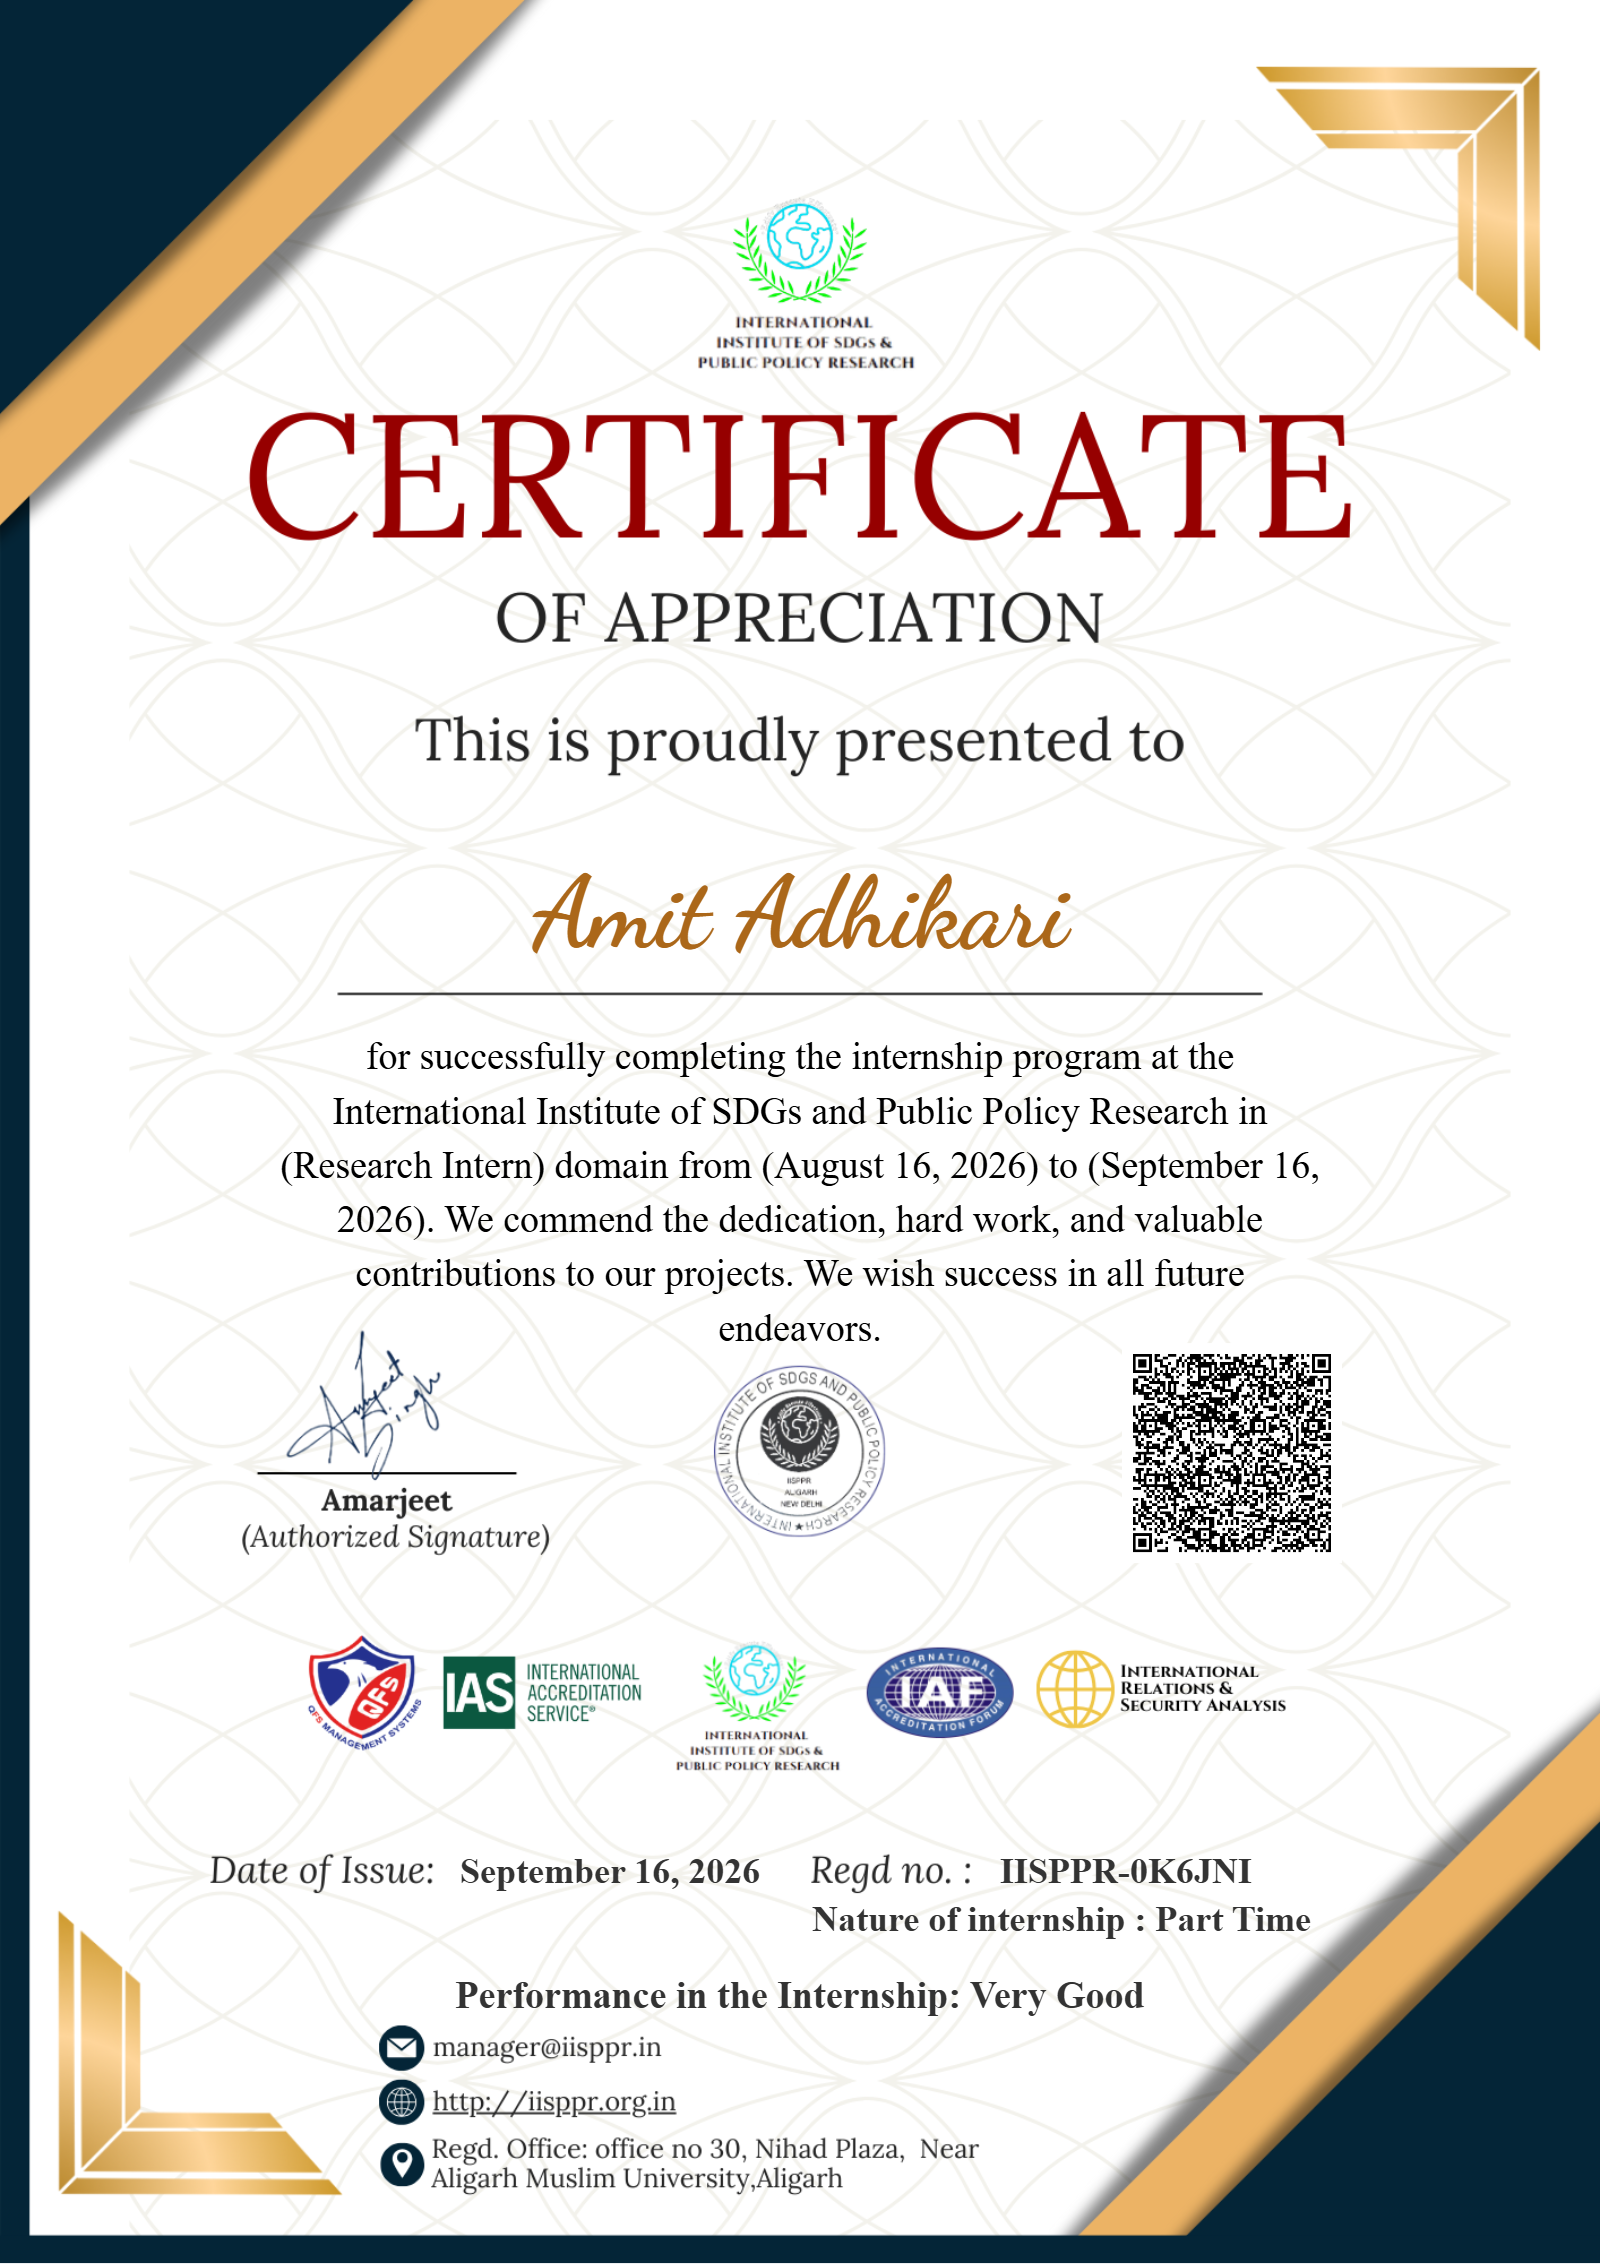 INTERNATIONAL
INSTITUTE OF SDGs &
PUBLIC POLICY RESEARCH
CERTIFICATE
OF APPRECIATION
This is proudly presented to
Amit Adhikari
for successfully completing the internship program at the
International Institute of SDGs and Public Policy Research in
(Research Intern) domain from (August 16, 2026) to (September 16,
2026). We commend the dedication, hard work, and valuable
contributions to our projects. We wish success in all future
endeavors.
Amarjeet Singh
Amarjeet
(Authorized Signature)
INTERNATIONAL INSTITUTE OF SDGS AND PUBLIC POLICY RESEARCH ★
IISPPR
ALIGARH
NEW DELHI
QFS
QFS MANAGEMENT SYSTEMS
IAS INTERNATIONAL
ACCREDITATION
SERVICE®
INTERNATIONAL
INSTITUTE OF SDGs &
PUBLIC POLICY RESEARCH
INTERNATIONAL
IAF
ACCREDITATION FORUM
INTERNATIONAL
RELATIONS &
SECURITY ANALYSIS
Date of Issue: September 16, 2026 Regd no. : IISPPR-0K6JNI
Nature of internship : Part Time
Performance in the Internship: Very Good
manager@iisppr.in
http://iisppr.org.in
Regd. Office: office no 30, Nihad Plaza, Near
Aligarh Muslim University,Aligarh